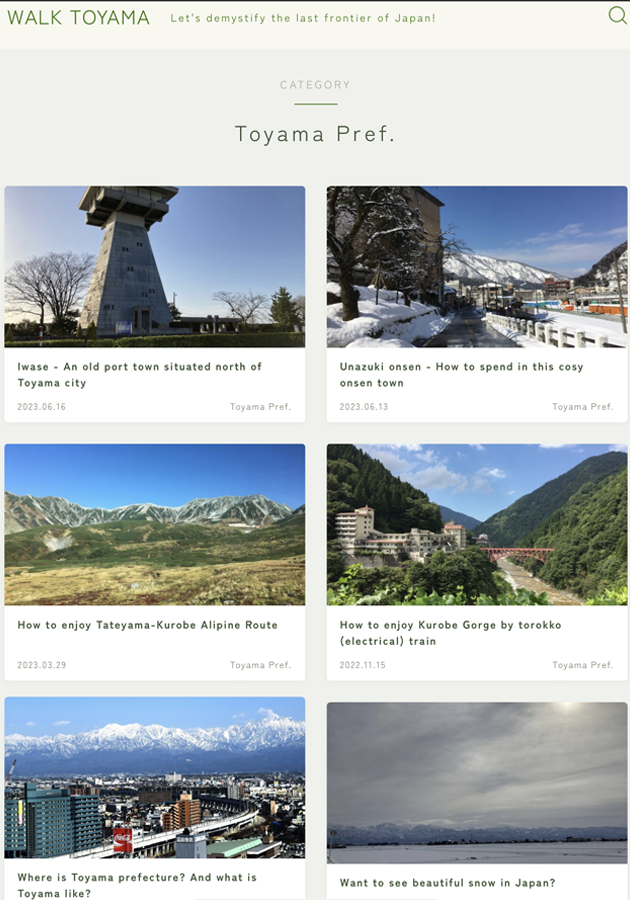 WALK TOYAMA
Let's demystify the last frontier of Japan!
CATEGORY
Toyama Pref.
Iwase - An old port town situated north of
Toyama city
2023.06.16
Toyama Pref.
Unazuki onsen - How to spend in this cosy
onsen town
2023.06.13
Toyama Pref.
How to enjoy Tateyama-Kurobe Alipine Route
2023.03.29
Toyama Pref.
How to enjoy Kurobe Gorge by torokko
(electrical) train
2022.11.15
Toyama Pref.
Where is Toyama prefecture? And what is
Toyama like?
Want to see beautiful snow in Japan?